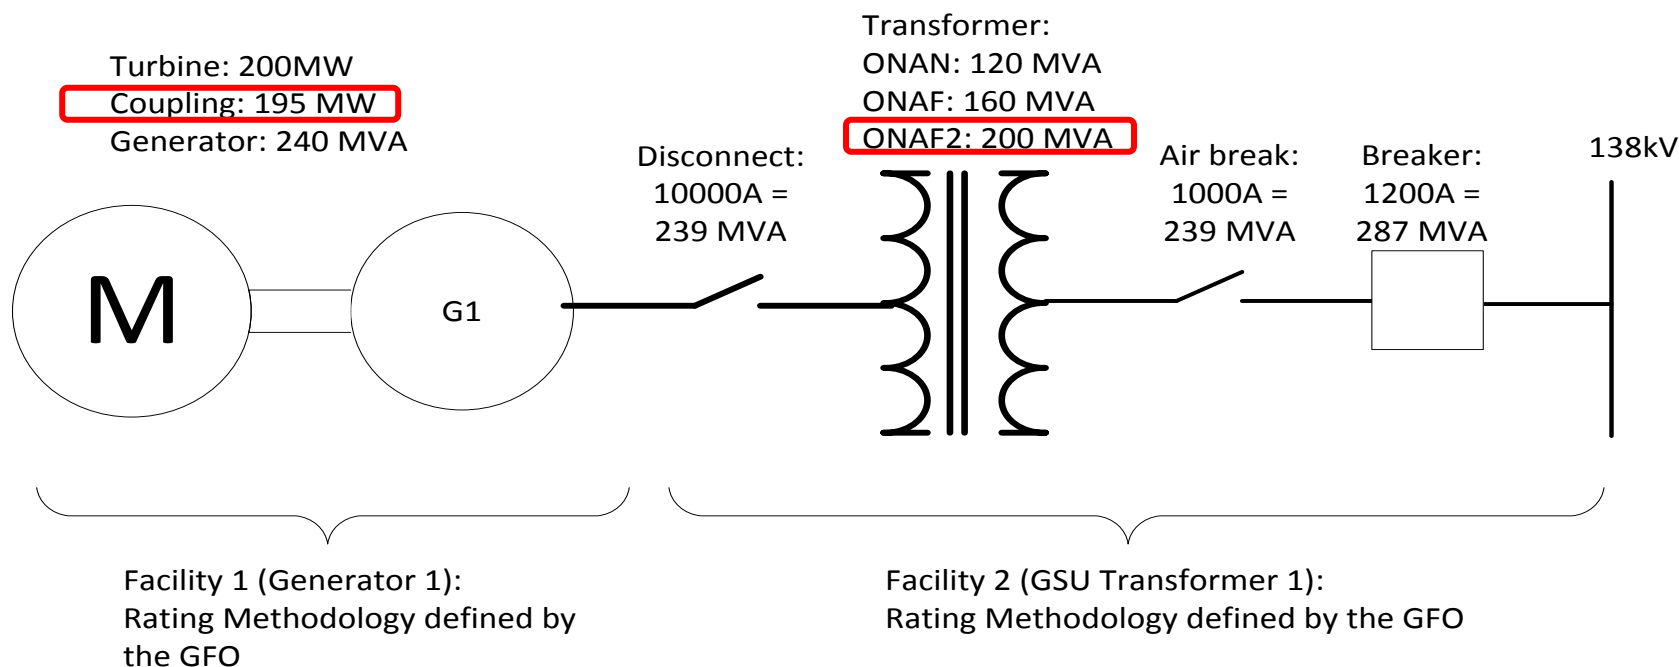 Turbine: 200MW
Coupling: 195 MW
Generator: 240 MVA
Transformer:
ONAN: 120 MVA
ONAF: 160 MVA
ONAF2: 200 MVA
Disconnect:
10000A =
239 MVA
Air break:
1000A =
239 MVA
Breaker:
1200A =
287 MVA
138kV
M
G1
Facility 1 (Generator 1):
Rating Methodology defined by
the GFO
Facility 2 (GSU Transformer 1):
Rating Methodology defined by the GFO